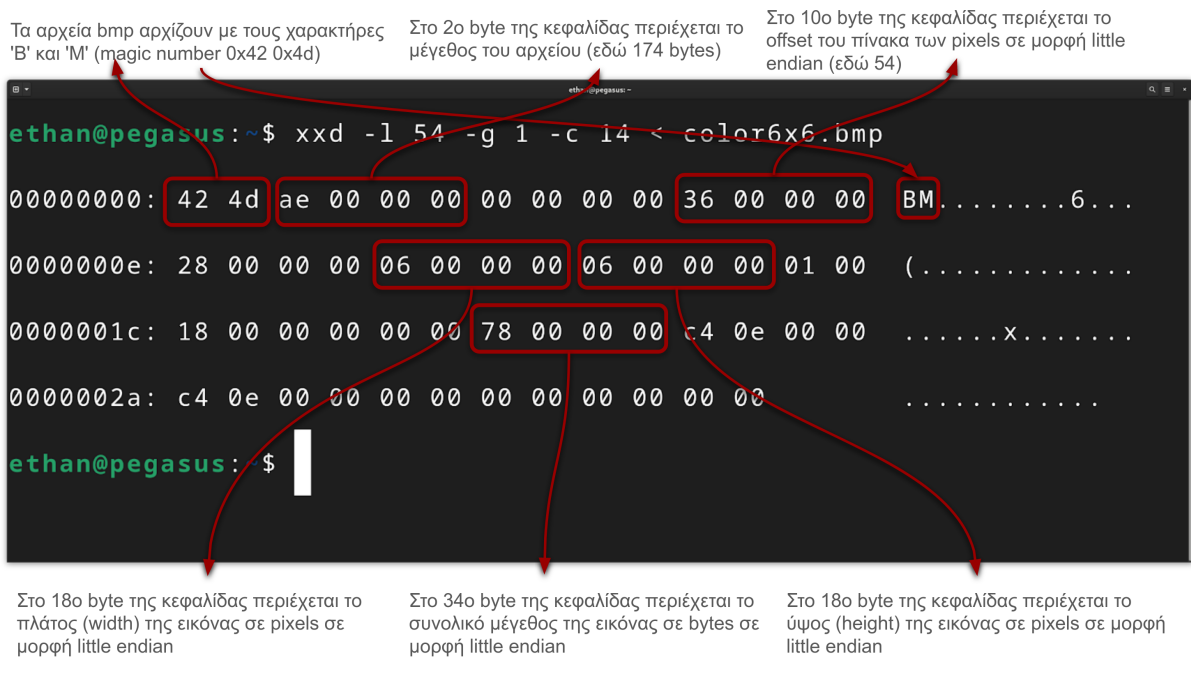 Τα αρχεία bmp αρχίζουν με τους χαρακτήρες
'B' και 'M' (magic number 0x42 0x4d)
Στο 2ο byte της κεφαλίδας περιέχεται το
μέγεθος του αρχείου (εδώ 174 bytes)
Στο 10ο byte της κεφαλίδας περιέχεται το
offset του πίνακα των pixels σε μορφή little
endian (εδώ 54)
ethan@pegasus: ~
ethan@pegasus:~$ xxd -l 54 -g 1 -c 14 < color6x6.bmp
00000000: 42 4d ae 00 00 00 00 00 00 00 36 00 00 00 BM........6...
0000000e: 28 00 00 00 06 00 00 00 06 00 00 00 01 00 (.............
0000001c: 18 00 00 00 00 00 78 00 00 00 c4 0e 00 00 ......x.......
0000002a: c4 0e 00 00 00 00 00 00 00 00 00 00 ............
ethan@pegasus:~$
Στο 18ο byte της κεφαλίδας περιέχεται το
πλάτος (width) της εικόνας σε pixels σε
μορφή little endian
Στο 34ο byte της κεφαλίδας περιέχεται το
συνολικό μέγεθος της εικόνας σε bytes σε
μορφή little endian
Στο 18ο byte της κεφαλίδας περιέχεται το
ύψος (height) της εικόνας σε pixels σε μορφή
little endian